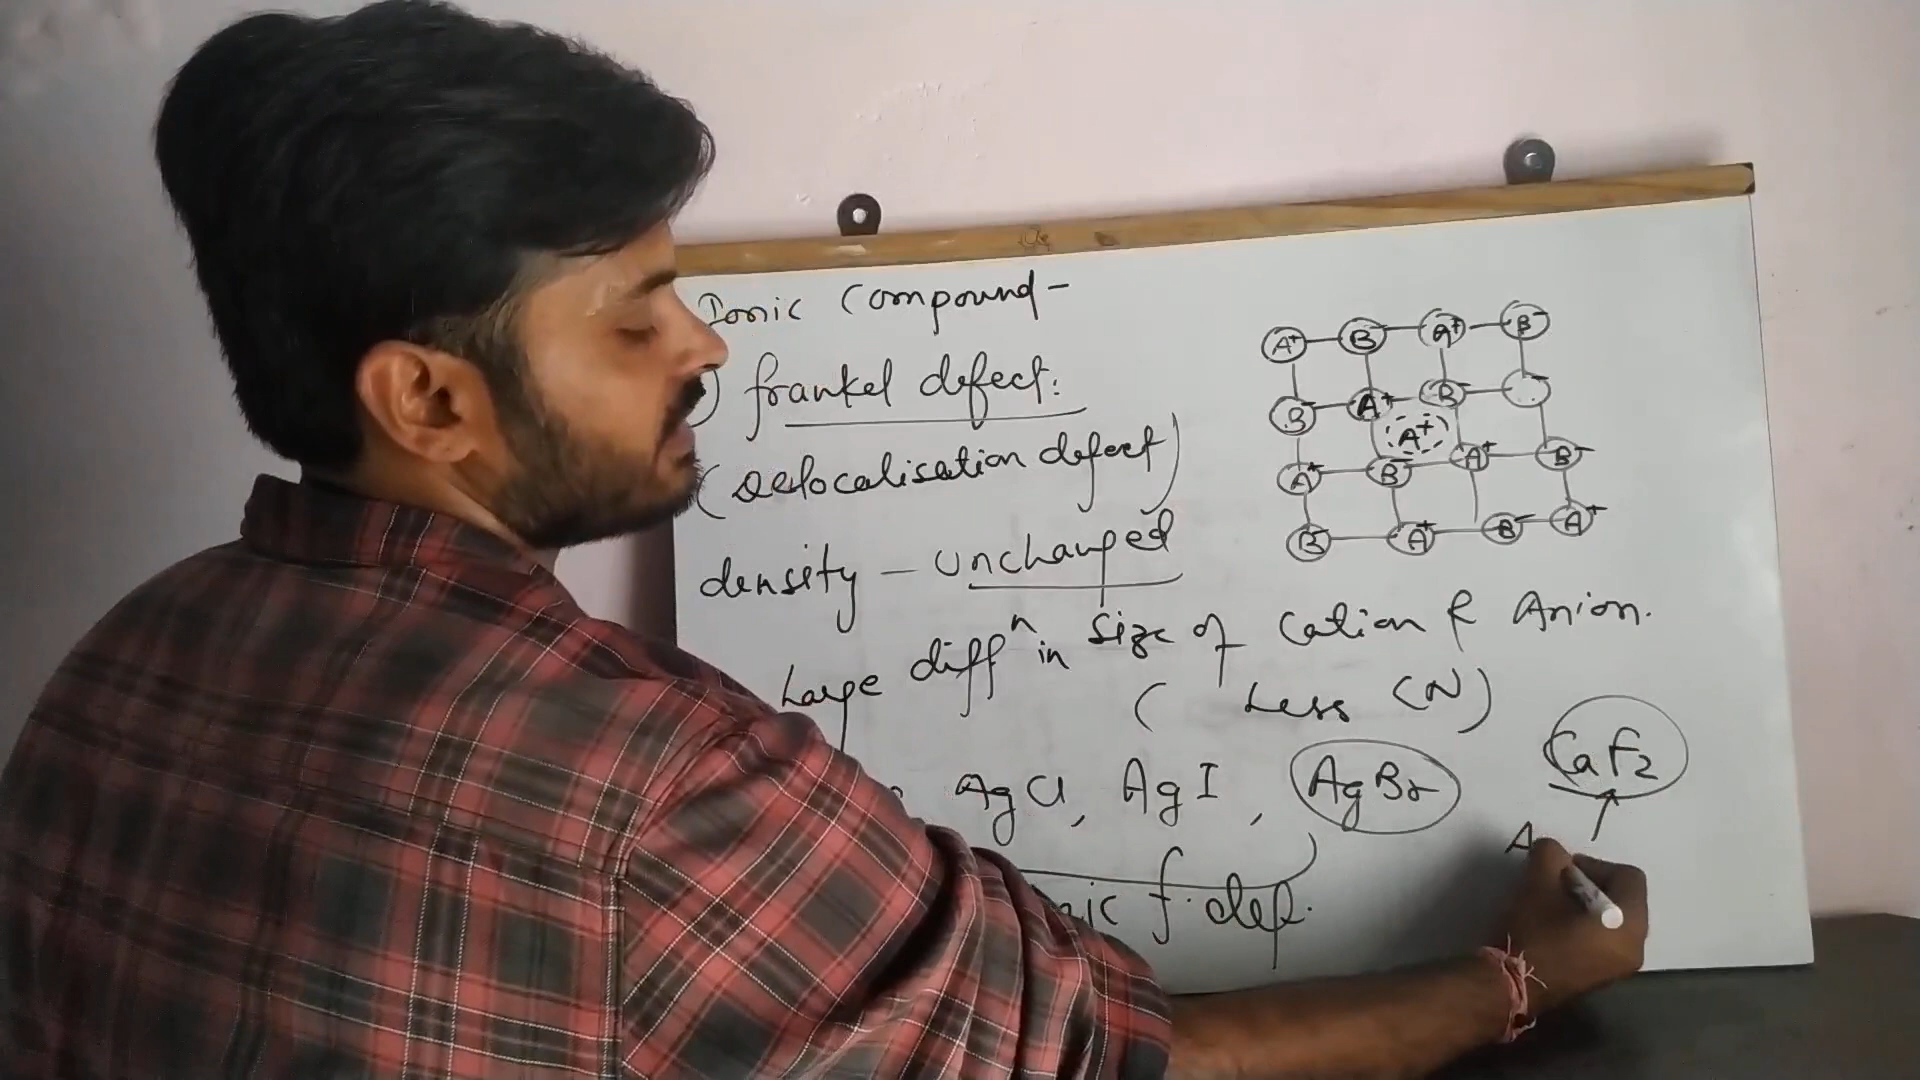 Ionic Compound-
) frankel defect:
(Delocalisation defect)
density - Unchanged
Large diffⁿ in Size of Cation & Anion.
( Less (N)
AgCl, AgI, AgBr
CaF2
A
nic f. def.
A+ B- A+ B-
B- A+ B-
A+
A+ B- A+ B-
B- A+ B- A+